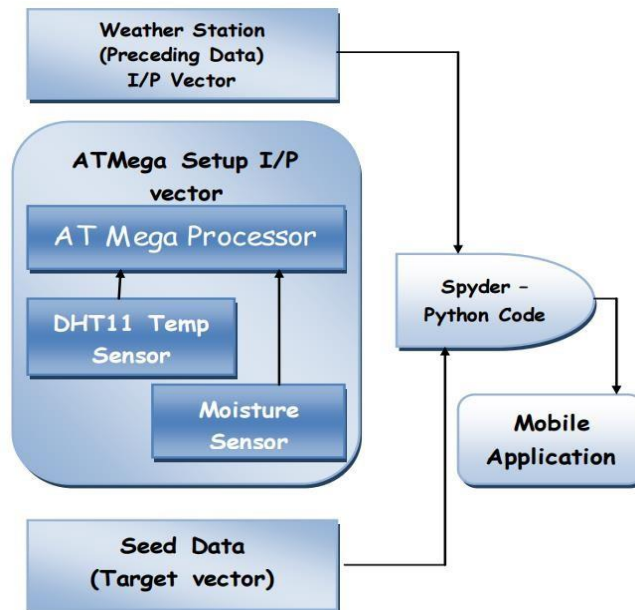 Weather Station
(Preceding Data)
I/P Vector
ATMega Setup I/P
vector
AT Mega Processor
DHT11 Temp
Sensor
Moisture
Sensor
Spyder –
Python Code
Mobile
Application
Seed Data
(Target vector)